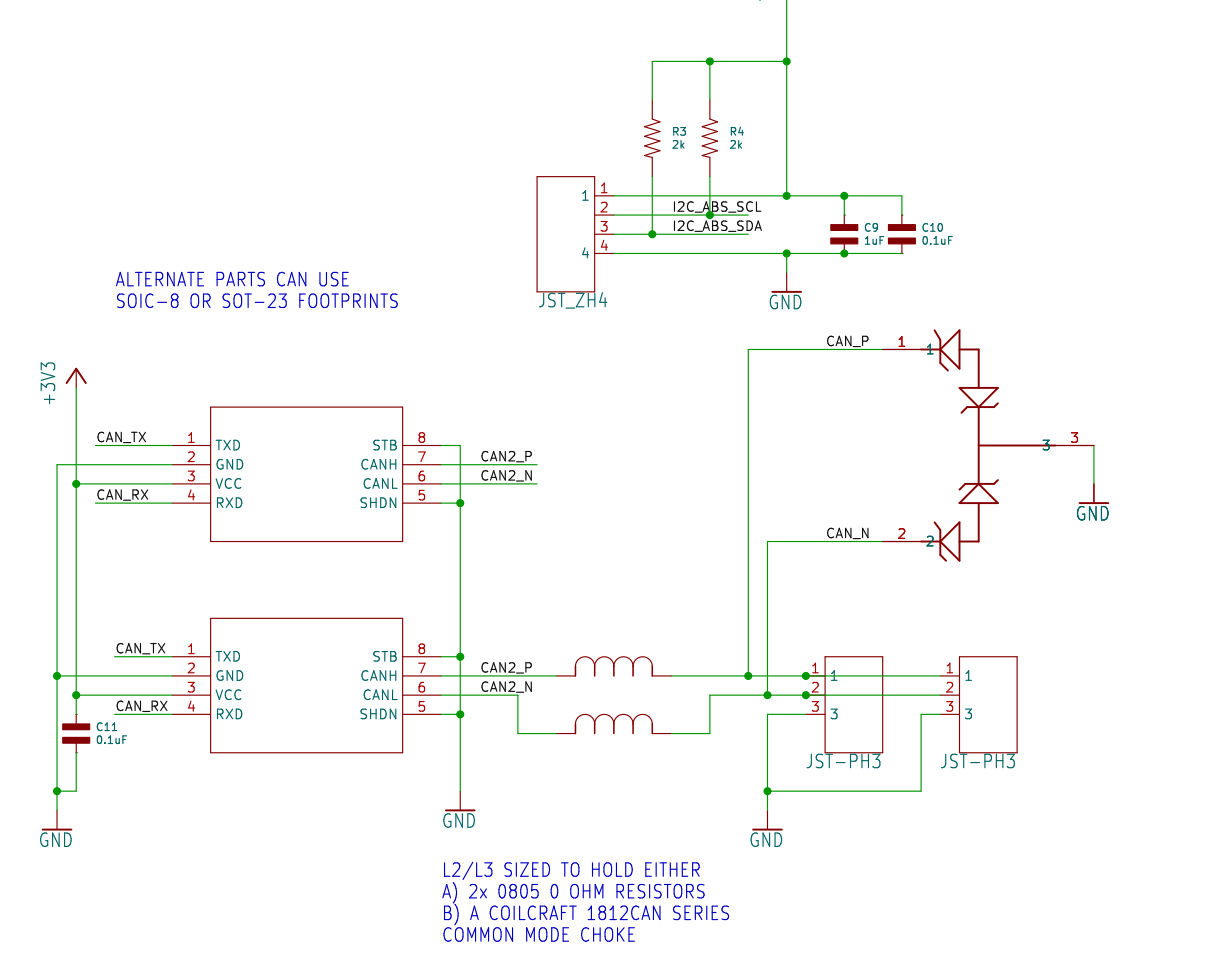 R3
2k
R4
2k
1
1
2
3
4
4
I2C_ABS_SCL
I2C_ABS_SDA
C9
1uF
C10
0.1uF
JST_ZH4
GND
ALTERNATE PARTS CAN USE
SOIC-8 OR SOT-23 FOOTPRINTS
CAN_P
1
1
3
3
GND
CAN_N
2
2
+3V3
CAN_TX
1
TXD
2
GND
3
VCC
CAN_RX
4
RXD
STB
8
CANH
7
CAN2_P
CANL
6
CAN2_N
SHDN
5
CAN_TX
1
TXD
2
GND
3
VCC
CAN_RX
4
RXD
STB
8
CANH
7
CAN2_P
CANL
6
CAN2_N
SHDN
5
C11
0.1uF
GND
GND
1
1
2
3
3
JST-PH3
1
1
2
2
3
3
JST-PH3
GND
L2/L3 SIZED TO HOLD EITHER
A) 2x 0805 0 OHM RESISTORS
B) A COILCRAFT 1812CAN SERIES
COMMON MODE CHOKE